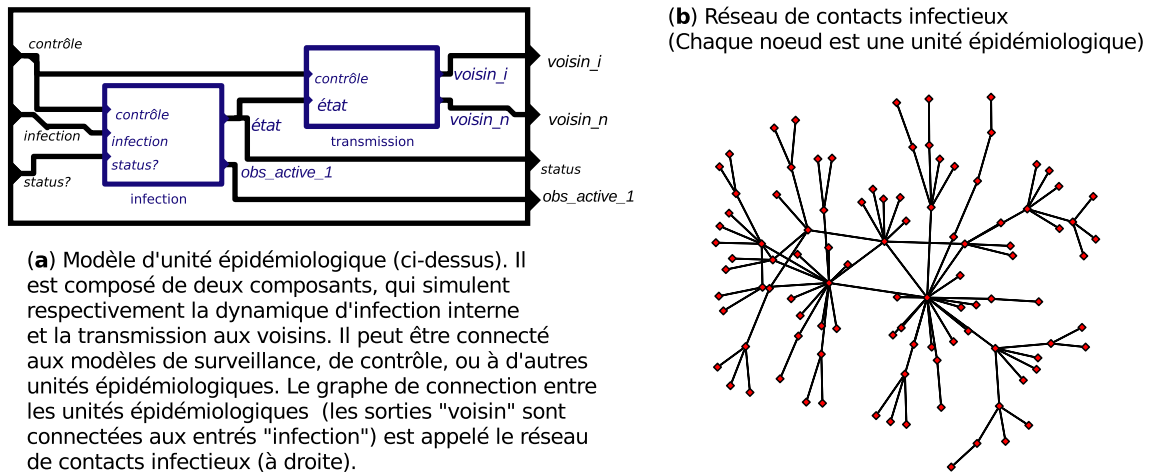 contrôle
infection
status?
contrôle
infection
status?
infection
état
obs_active_1
contrôle
état
transmission
voisin_i
voisin_n
voisin_i
voisin_n
status
obs_active_1
(a) Modèle d'unité épidémiologique (ci-dessus). Il
est composé de deux composants, qui simulent
respectivement la dynamique d'infection interne
et la transmission aux voisins. Il peut être connecté
aux modèles de surveillance, de contrôle, ou à d'autres
unités épidémiologiques. Le graphe de connection entre
les unités épidémiologiques (les sorties "voisin" sont
connectées aux entrés "infection") est appelé le réseau
de contacts infectieux (à droite).
(b) Réseau de contacts infectieux
(Chaque noeud est une unité épidémiologique)